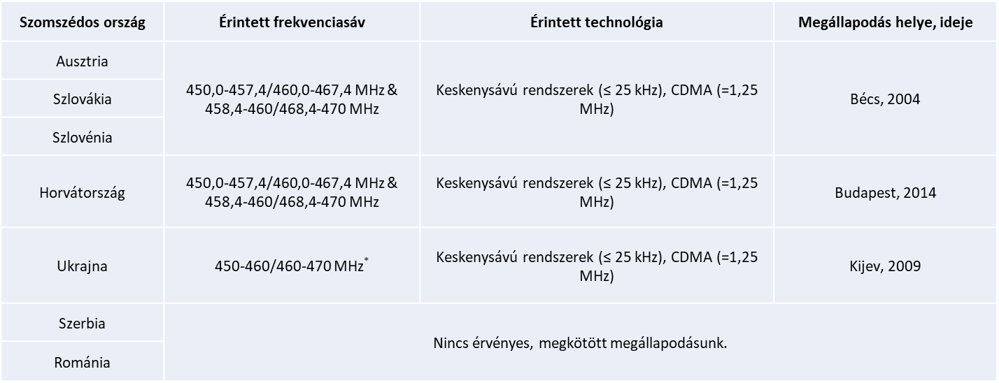 Szomszédos ország
Érintett frekvenciasáv
Érintett technológia
Megállapodás helye, ideje
Ausztria
Szlovákia
Szlovénia
450,0-457,4/460,0-467,4 MHz &
458,4-460/468,4-470 MHz
Keskenysávú rendszerek (≤ 25 kHz), CDMA (=1,25
MHz)
Bécs, 2004
Horvátország
450,0-457,4/460,0-467,4 MHz &
458,4-460/468,4-470 MHz
Keskenysávú rendszerek (≤ 25 kHz), CDMA (=1,25
MHz)
Budapest, 2014
Ukrajna
450-460/460-470 MHz*
Keskenysávú rendszerek (≤ 25 kHz), CDMA (=1,25
MHz)
Kijev, 2009
Szerbia
Románia
Nincs érvényes, megkötött megállapodásunk.